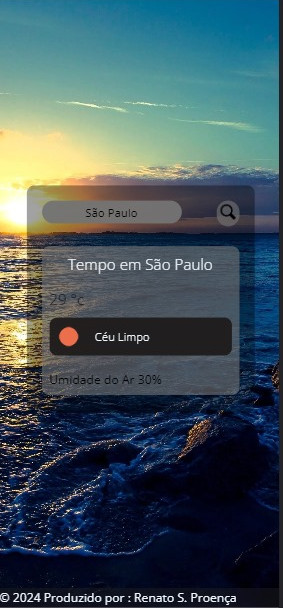 São Paulo
Tempo em São Paulo
29 °c
Céu Limpo
Umidade do Ar 30%
© 2024 Produzido por : Renato S. Proença